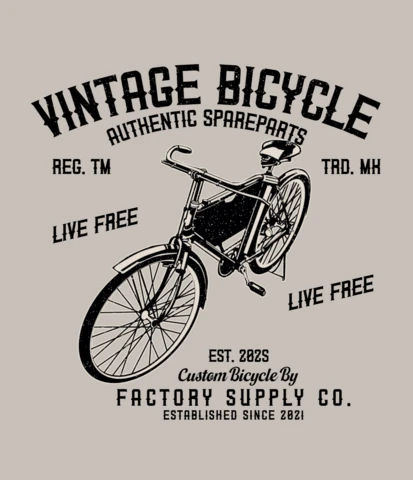 VINTAGE BICYCLE
AUTHENTIC SPAREPARTS
REG. TM
TRD. MK
LIVE FREE
LIVE FREE
EST. 202S
Custom Bicycle By
FACTORY SUPPLY CO.
ESTABLISHED SINCE 2021